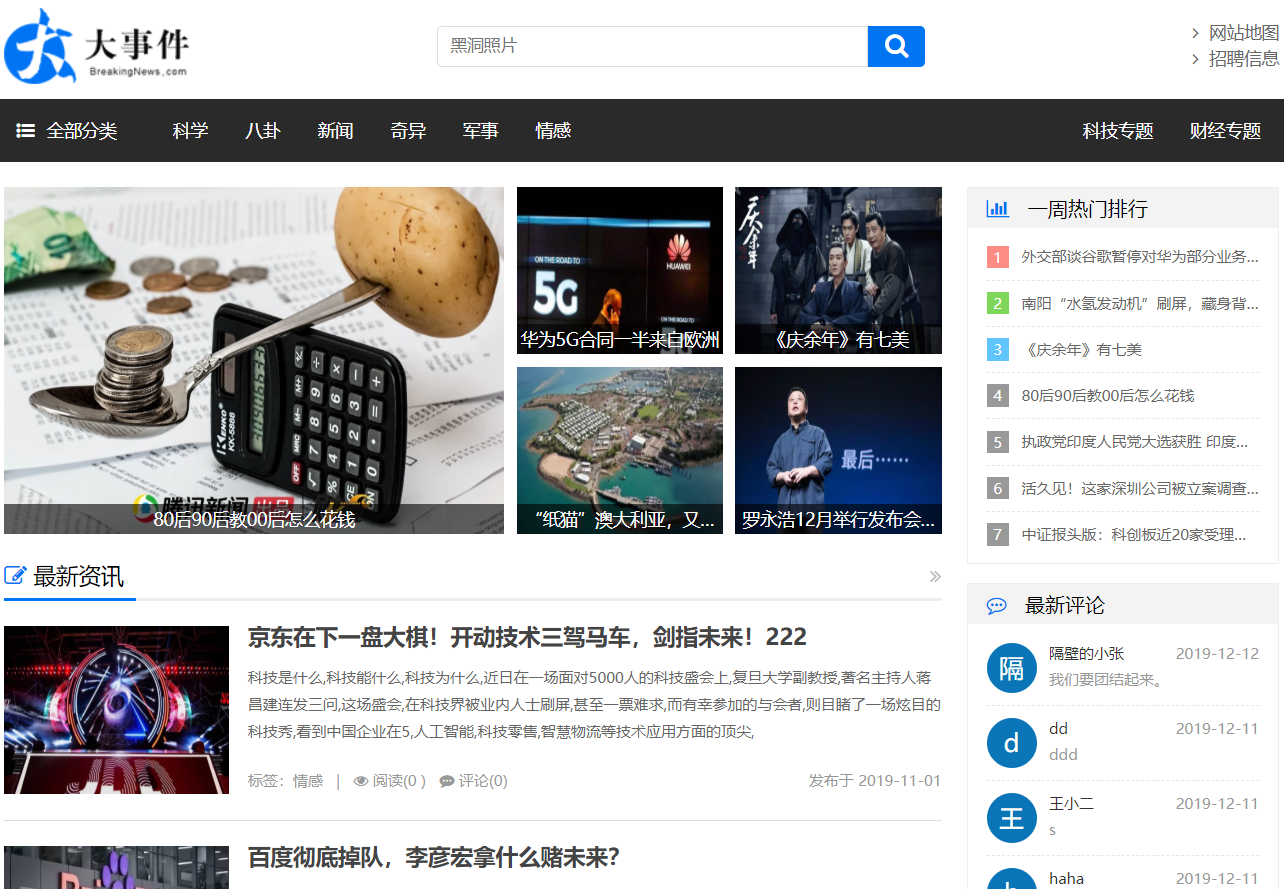 大事件
BreakingNews.com
黑洞照片
网站地图
招聘信息
全部分类 科学 八卦 新闻 奇异 军事 情感 科技专题 财经专题
KENKO
KK-5888
腾讯新闻 出品
80后90后教00后怎么花钱
ON THE ROAD TO
5G
HUAWEI
华为5G合同一半来自欧洲
庆余年
《庆余年》有七美
“纸猫”澳大利亚，又...
最后……
罗永浩12月举行发布会...
一周热门排行
1 外交部谈谷歌暂停对华为部分业务...
2 南阳“水氢发动机”刷屏，藏身背...
3 《庆余年》有七美
4 80后90后教00后怎么花钱
5 执政党印度人民党大选获胜 印度...
6 活久见！这家深圳公司被立案调查...
7 中证报头版：科创板近20家受理...
最新资讯
京东在下一盘大棋！开动技术三驾马车，剑指未来！222
科技是什么,科技能什么,科技为什么,近日在一场面对5000人的科技盛会上,复旦大学副教授,著名主持人蒋
昌建连发三问,这场盛会,在科技界被业内人士刷屏,甚至一票难求,而有幸参加的与会者,则目睹了一场炫目的
科技秀,看到中国企业在5,人工智能,科技零售,智慧物流等技术应用方面的顶尖,
标签：情感 | 阅读(0 ) 评论(0) 发布于 2019-11-01
百度彻底掉队，李彦宏拿什么赌未来？
最新评论
隔 隔壁的小张 2019-12-12
我们要团结起来。
d dd 2019-12-11
ddd
王 王小二 2019-12-11
s
h haha 2019-12-11